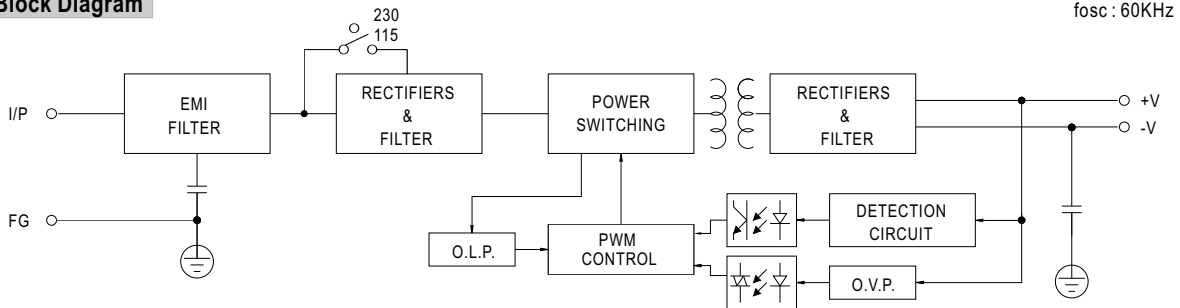 Block Diagram
fosc : 60KHz
230
115
I/P
EMI
FILTER
RECTIFIERS
&
FILTER
POWER
SWITCHING
RECTIFIERS
&
FILTER
+V
-V
FG
O.L.P.
PWM
CONTROL
DETECTION
CIRCUIT
O.V.P.